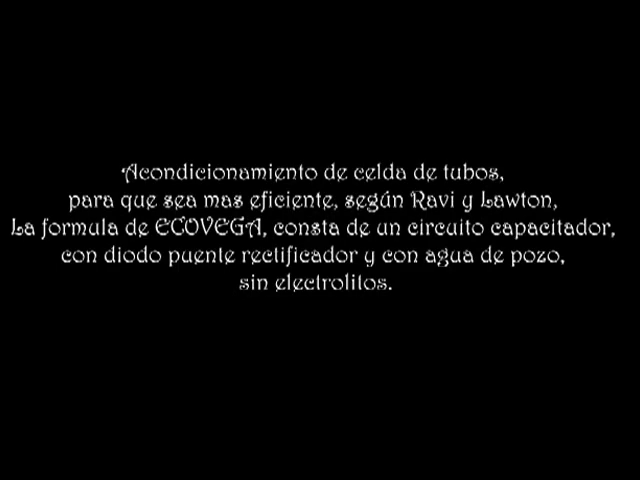 Acondicionamiento de celda de tubos,
para que sea mas eficiente, según Ravi y Lawton,
La formula de ECOVEGA, consta de un circuito capacitador,
con diodo puente rectificador y con agua de pozo,
sin electrolitos.